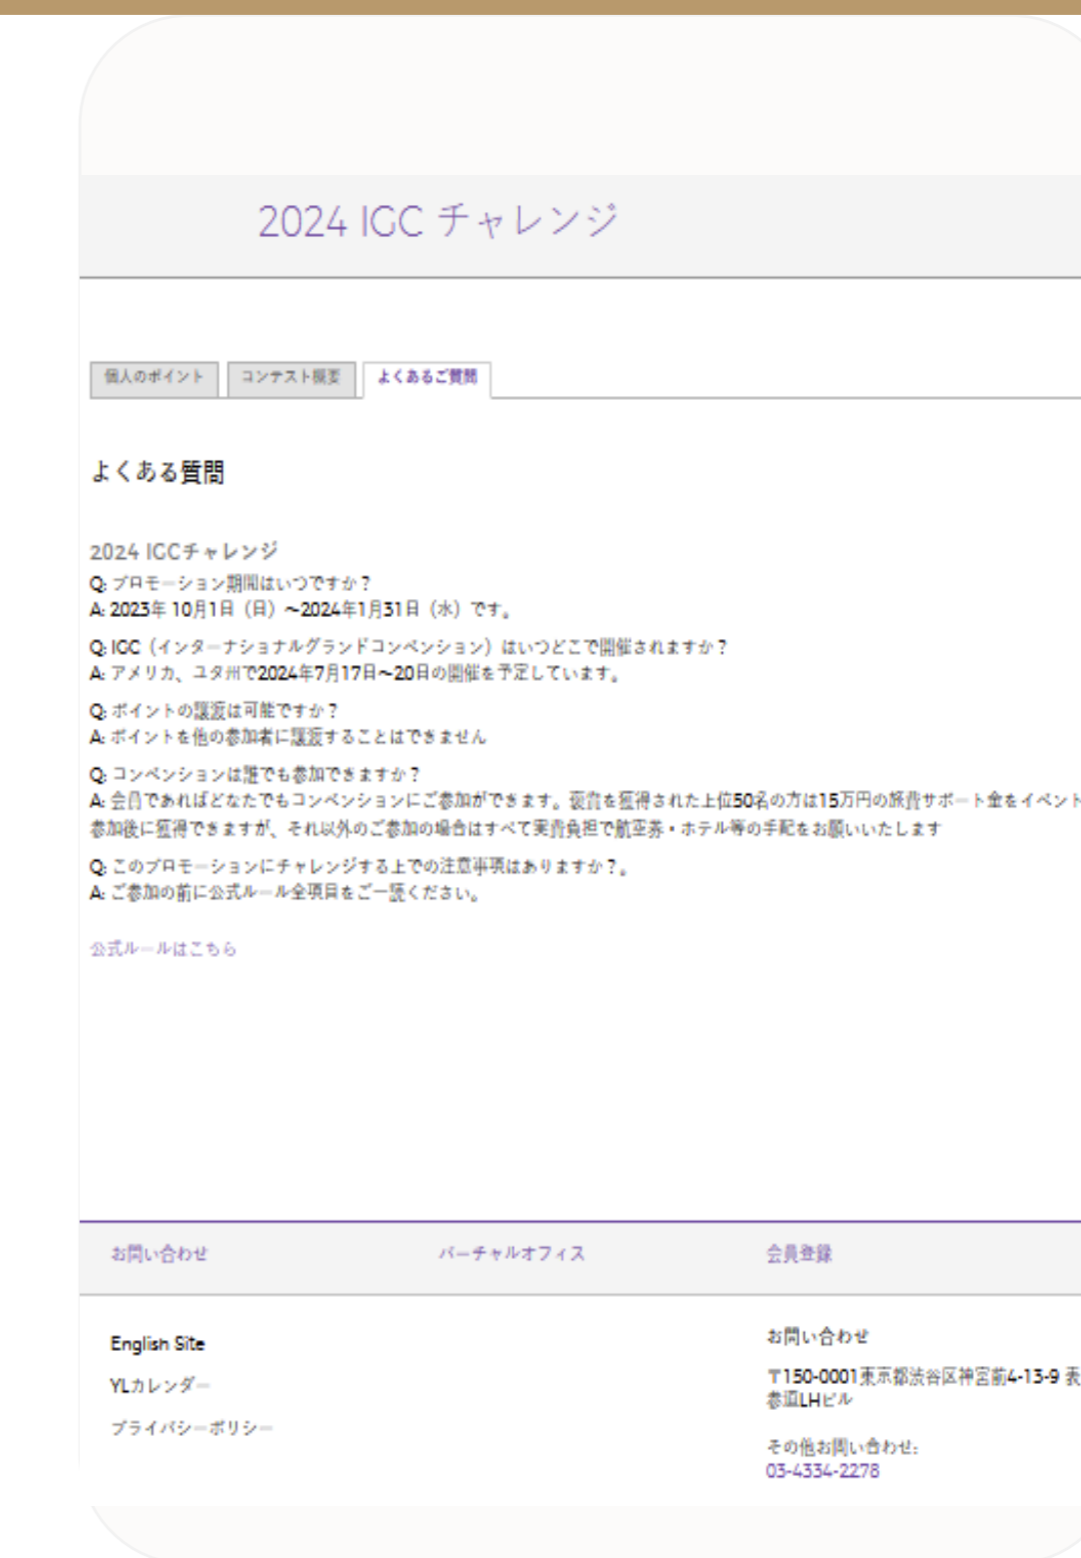 2024 IGC チャレンジ
個人のポイント コンテスト概要 よくあるご質問
よくある質問
2024 IGCチャレンジ
Q: プロモーション期間はいつですか？
A: 2023年 10月1日（日）～2024年1月31日（水）です。
Q: IGC（インターナショナルグランドコンベンション）はいつどこで開催されますか？
A: アメリカ、ユタ州で2024年7月17日～20日の開催を予定しています。
Q: ポイントの譲渡は可能ですか？
A: ポイントを他の参加者に譲渡することはできません
Q: コンベンションは誰でも参加できますか？
A: 会員であればどなたでもコンベンションにご参加ができます。褒賞を獲得された上位50名の方は15万円の旅費サポート金をイベント
参加後に獲得できますが、それ以外のご参加の場合はすべて実費負担で航空券・ホテル等の手配をお願いいたします
Q: このプロモーションにチャレンジする上での注意事項はありますか？。
A: ご参加の前に公式ルール全項目をご一読ください。
公式ルールはこちら
お問い合わせ バーチャルオフィス 会員登録
English Site
YLカレンダー
プライバシーポリシー
お問い合わせ
〒150-0001東京都渋谷区神宮前4-13-9 表
参道LHビル
その他お問い合わせ:
03-4334-2278